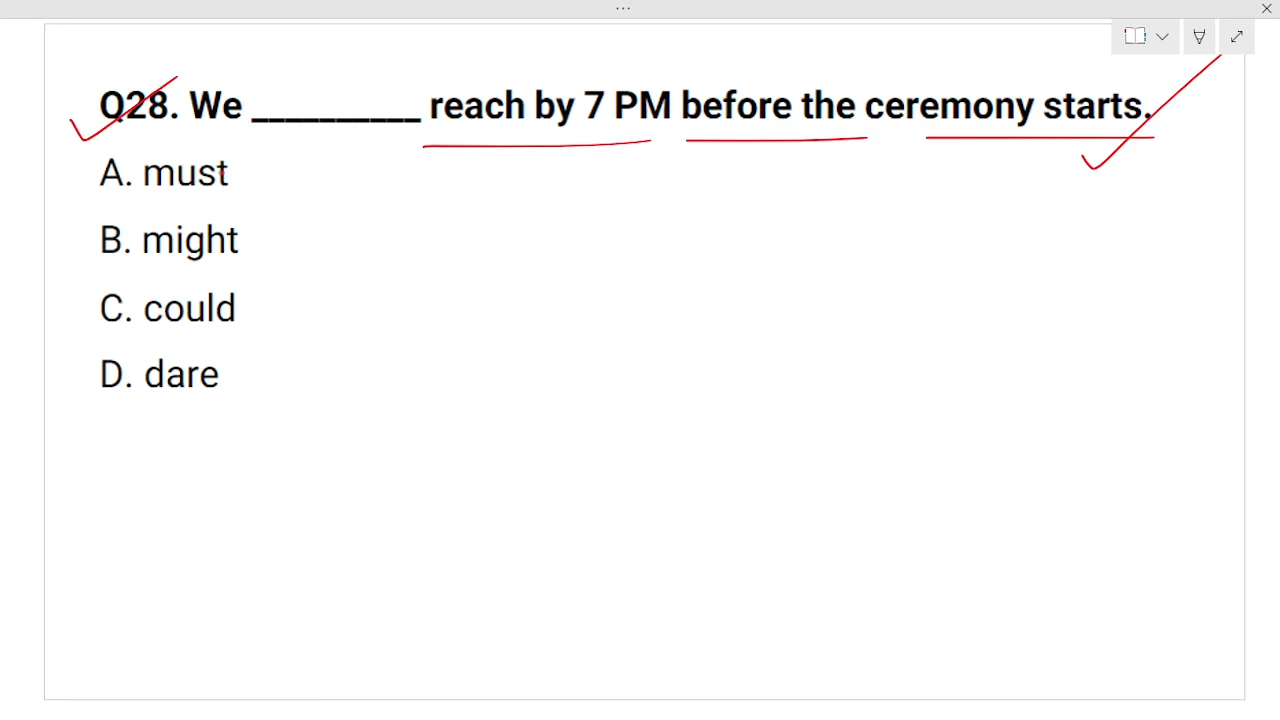 Q28. We __________ reach by 7 PM before the ceremony starts.
A. must
B. might
C. could
D. dare